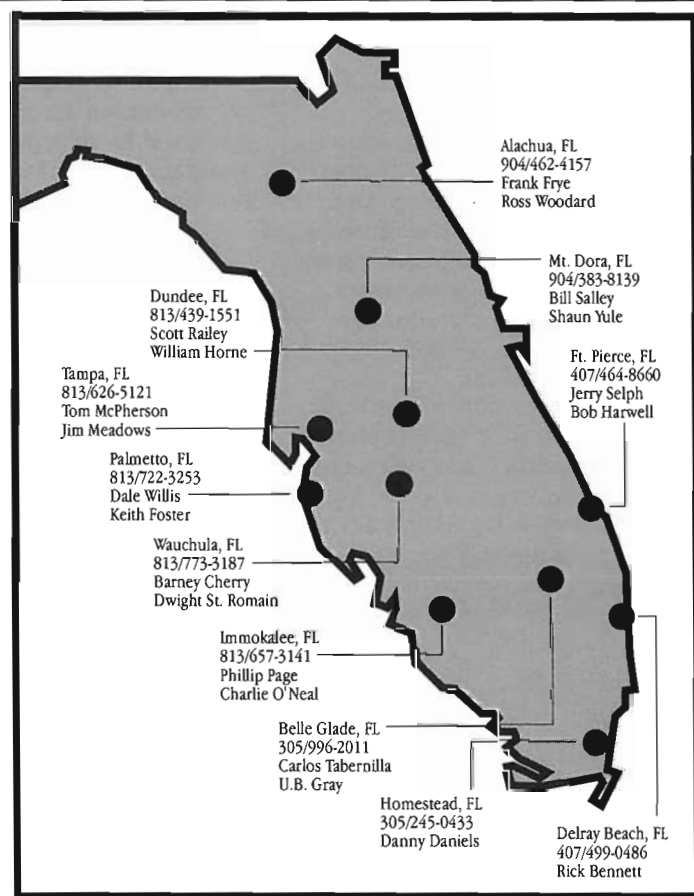 Alachua, FL
904/462-4157
Frank Frye
Ross Woodard
Mt. Dora, FL
904/383-8139
Bill Salley
Shaun Yule
Dundee, FL
813/439-1551
Scott Railey
William Horne
Ft. Pierce, FL
407/464-8660
Jerry Selph
Bob Harwell
Tampa, FL
813/626-5121
Tom McPherson
Jim Meadows
Palmetto, FL
813/722-3253
Dale Willis
Keith Foster
Wauchula, FL
813/773-3187
Barney Cherry
Dwight St. Romain
Immokalee, FL
813/657-3141
Phillip Page
Charlie O'Neal
Belle Glade, FL
305/996-2011
Carlos Tabernilla
U.B. Gray
Homestead, FL
305/245-0433
Danny Daniels
Delray Beach, FL
407/499-0486
Rick Bennett